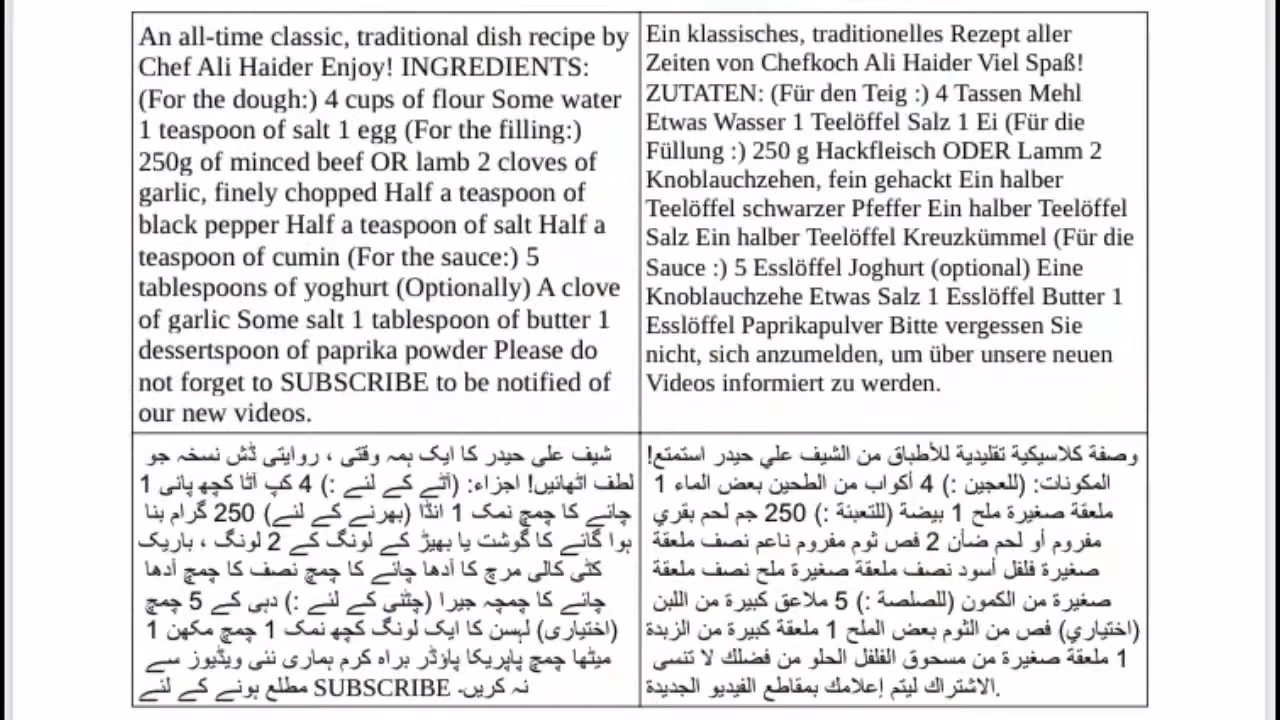 An all-time classic, traditional dish recipe by
Chef Ali Haider Enjoy! INGREDIENTS:
(For the dough:) 4 cups of flour Some water
1 teaspoon of salt 1 egg (For the filling:)
250g of minced beef OR lamb 2 cloves of
garlic, finely chopped Half a teaspoon of
black pepper Half a teaspoon of salt Half a
teaspoon of cumin (For the sauce:) 5
tablespoons of yoghurt (Optionally) A clove
of garlic Some salt 1 tablespoon of butter 1
dessertspoon of paprika powder Please do
not forget to SUBSCRIBE to be notified of
our new videos.
Ein klassisches, traditionelles Rezept aller
Zeiten von Chefkoch Ali Haider Viel Spaß!
ZUTATEN: (Für den Teig :) 4 Tassen Mehl
Etwas Wasser 1 Teelöffel Salz 1 Ei (Für die
Füllung :) 250 g Hackfleisch ODER Lamm 2
Knoblauchzehen, fein gehackt Ein halber
Teelöffel schwarzer Pfeffer Ein halber Teelöffel
Salz Ein halber Teelöffel Kreuzkümmel (Für die
Sauce :) 5 Esslöffel Joghurt (optional) Eine
Knoblauchzehe Etwas Salz 1 Esslöffel Butter 1
Esslöffel Paprikapulver Bitte vergessen Sie
nicht, sich anzumelden, um über unsere neuen
Videos informiert zu werden.
شیف علی حیدر کا ایک ہمہ وقتی ، روایتی ڈش نسخہ جو
لطف اٹھائیں! اجزاء: (آٹے کے لئے :) 4 کپ آٹا کچھ پانی 1
چائے کا چمچ نمک 1 انڈا (بھرنے کے لئے) 250 گرام بنا
ہوا گائے کا گوشت یا بھیڑ کے لونگ کے 2 لونگ ، باریک
کٹی کالی مرچ کا آدھا چائے کا چمچ نصف کا چمچ آدھا
چائے کا چمچہ جیرا (چٹنی کے لئے :) دہی کے 5 چمچ
(اختیاری) لہسن کا ایک لونگ کچھ نمک 1 چمچ مکھن 1
میٹھا چمچ پاپریکا پاؤڈر براہ کرم ہماری نئی ویڈیوز سے
مطلع ہونے کے لئے SUBSCRIBE نہ کریں۔
وصفة كلاسيكية تقليدية للأطباق من الشيف علي حيدر استمتع!
المكونات: (للعجين :) 4 أكواب من الطحين بعض الماء 1
ملعقة صغيرة ملح 1 بيضة (للتعبئة :) 250 جم لحم بقري
مفروم أو لحم ضأن 2 فص ثوم مفروم ناعم نصف ملعقة
صغيرة فلفل أسود نصف ملعقة صغيرة ملح نصف ملعقة
صغيرة من الكمون (للصلصة :) 5 ملاعق كبيرة من اللبن
(اختياري) فص من الثوم بعض الملح 1 ملعقة كبيرة من الزبدة
1 ملعقة صغيرة من مسحوق الفلفل الحلو من فضلك لا تنسى
الاشتراك ليتم إعلامك بمقاطع الفيديو الجديدة.